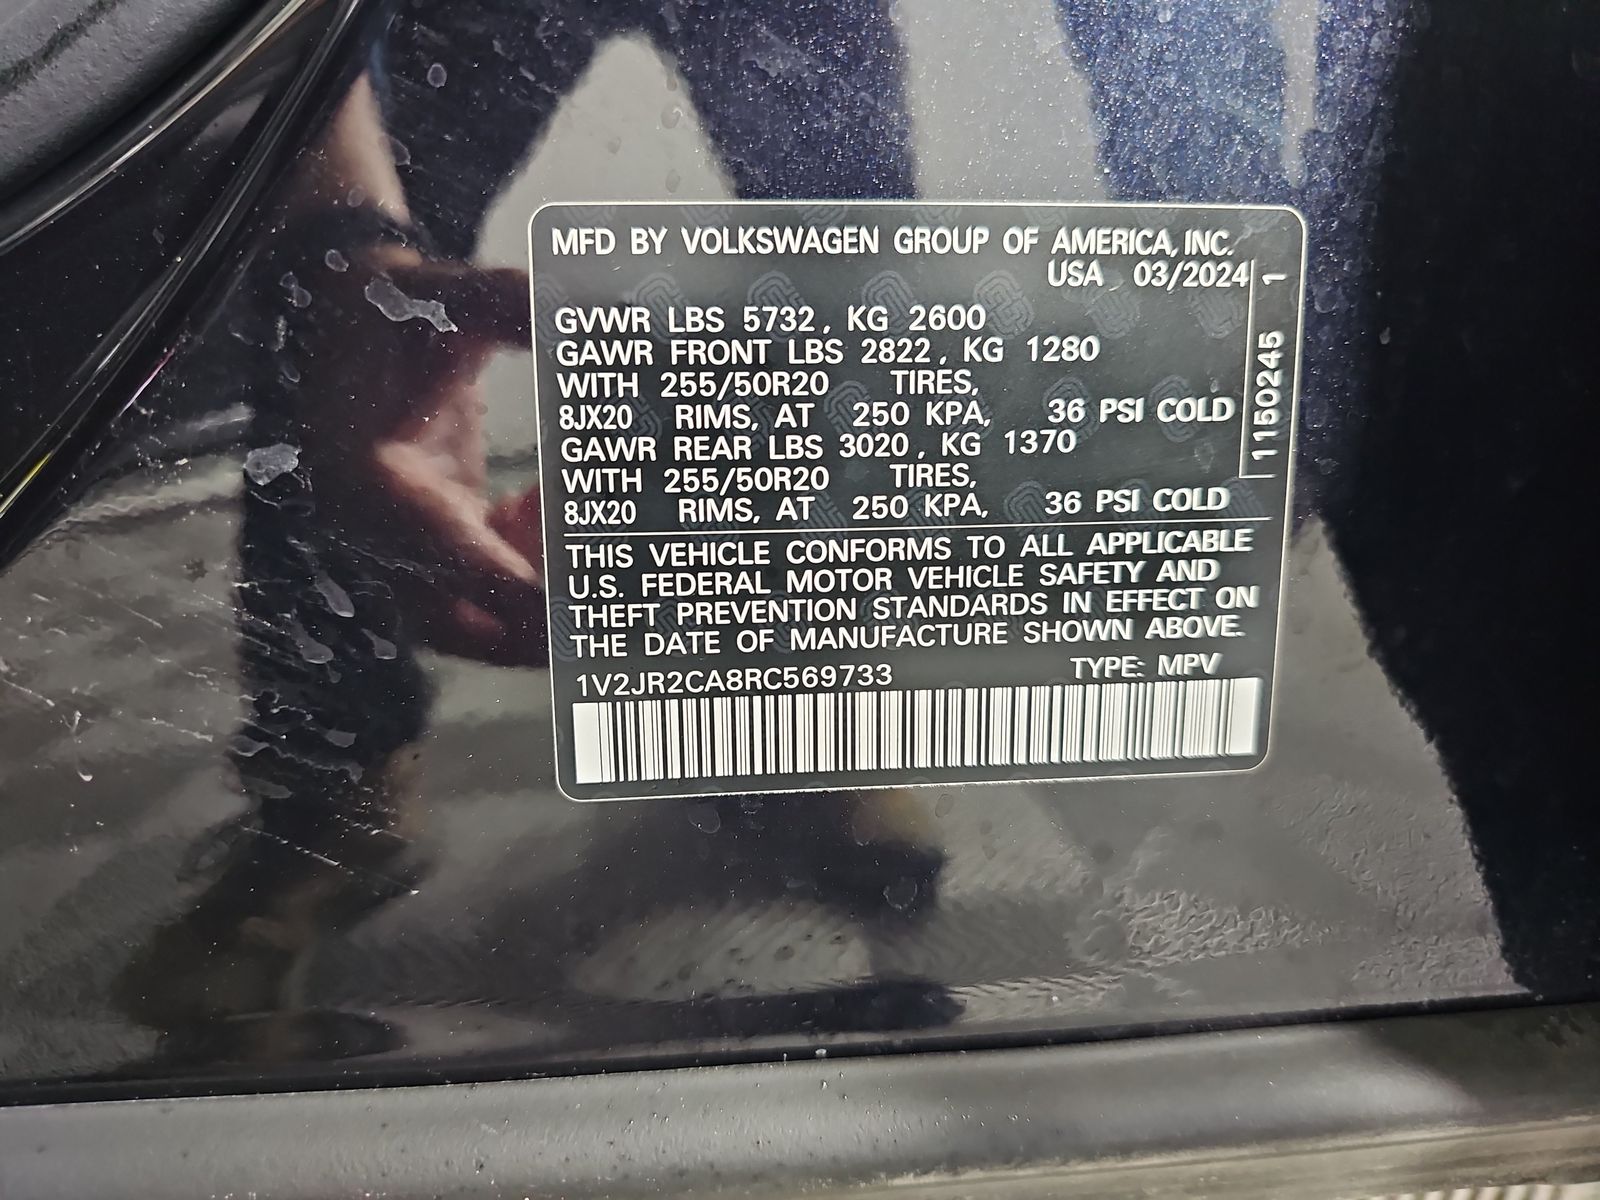 MFD BY VOLKSWAGEN GROUP OF AMERICA, INC.
USA 03/2024
GVWR LBS 5732, KG 2600
GAWR FRONT LBS 2822, KG 1280
WITH 255/50R20 TIRES,
8JX20 RIMS, AT 250 KPA, 36 PSI COLD
GAWR REAR LBS 3020, KG 1370
WITH 255/50R20 TIRES,
8JX20 RIMS, AT 250 KPA, 36 PSI COLD
1150245 1
THIS VEHICLE CONFORMS TO ALL APPLICABLE
U.S. FEDERAL MOTOR VEHICLE SAFETY AND
THEFT PREVENTION STANDARDS IN EFFECT ON
THE DATE OF MANUFACTURE SHOWN ABOVE.
1V2JR2CA8RC569733 TYPE: MPV